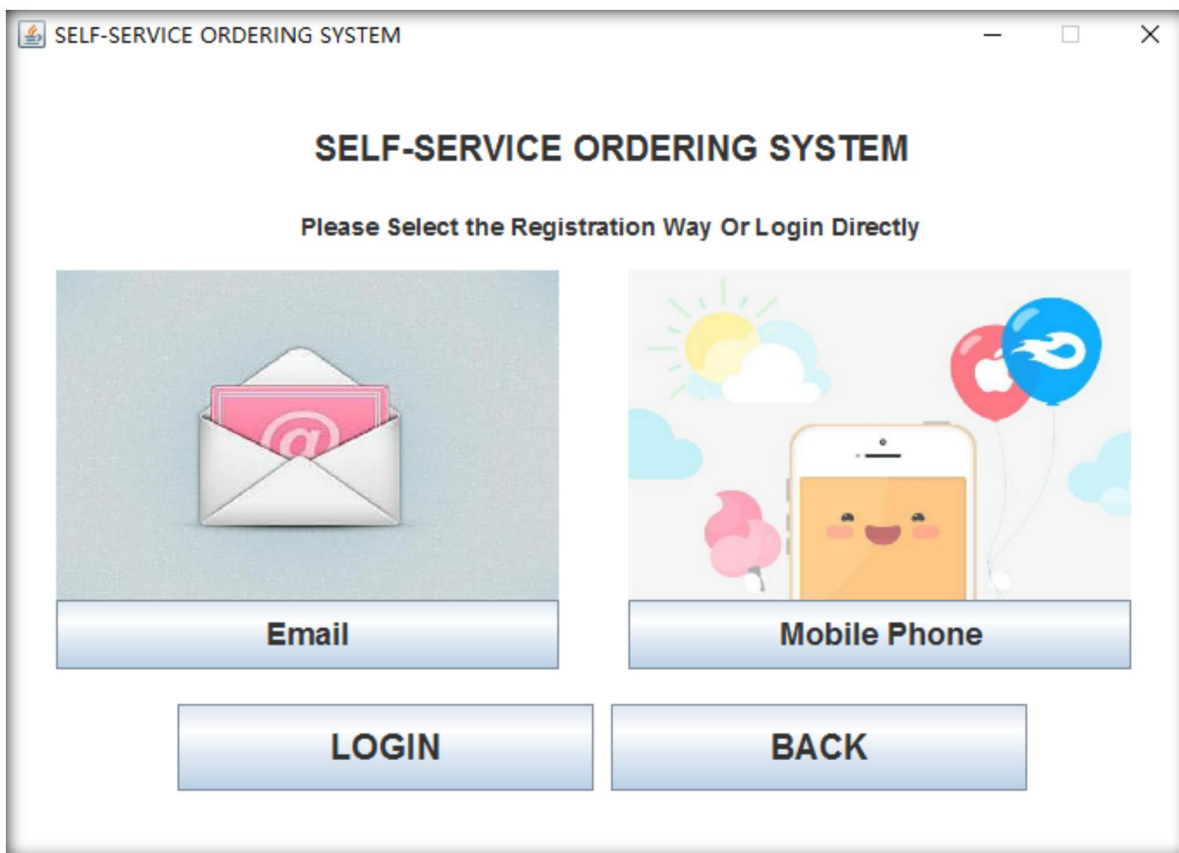 SELF-SERVICE ORDERING SYSTEM
SELF-SERVICE ORDERING SYSTEM
Please Select the Registration Way Or Login Directly
@
Email
Mobile Phone
LOGIN
BACK